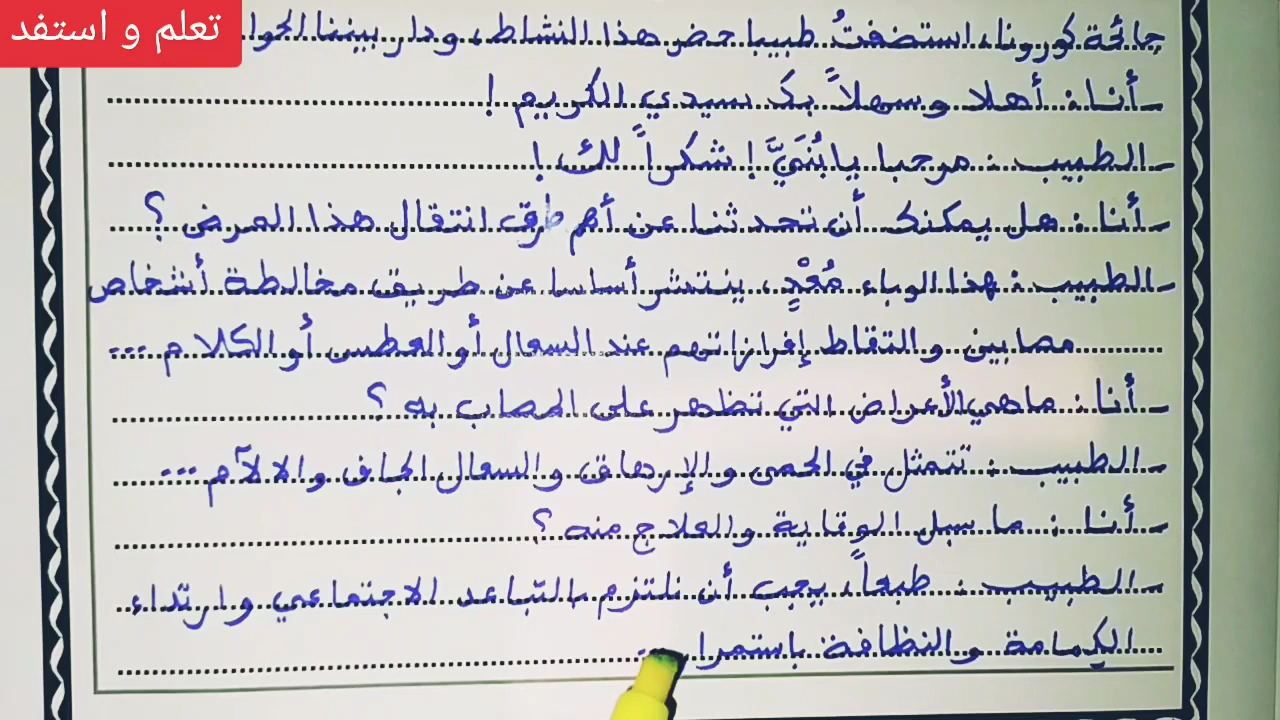 تعلم و استفد
جائحة كورونا، استضفتُ طبيبا حضر هذا النشاط، ودار بيننا الحوا
- أنا: أهلا وسهلاً بك سيدي الكريم!
- الطبيب: مرحبا يا بُنَيَّ! شكراً لك!
- أنا: هل يمكنك أن تحدثنا عن أهم طرق انتقال هذا المرض؟
- الطبيب: هذا الوباء مُعْدٍ، ينتشر أساسا عن طريق مخالطة أشخاص
مصابين والتقاط إفرازاتهم عند السعال أو العطس أو الكلام...
- أنا: ماهي الأعراض التي تظهر على المصاب به؟
- الطبيب: تتمثل في الحمى والإرهاق والسعال الجاف والالآم...
- أنا: ما سبل الوقاية والعلاج منه؟
- الطبيب: طبعاً، يجب أن نلتزم التباعد الاجتماعي وارتداء
الكمامة والنظافة باستمرار